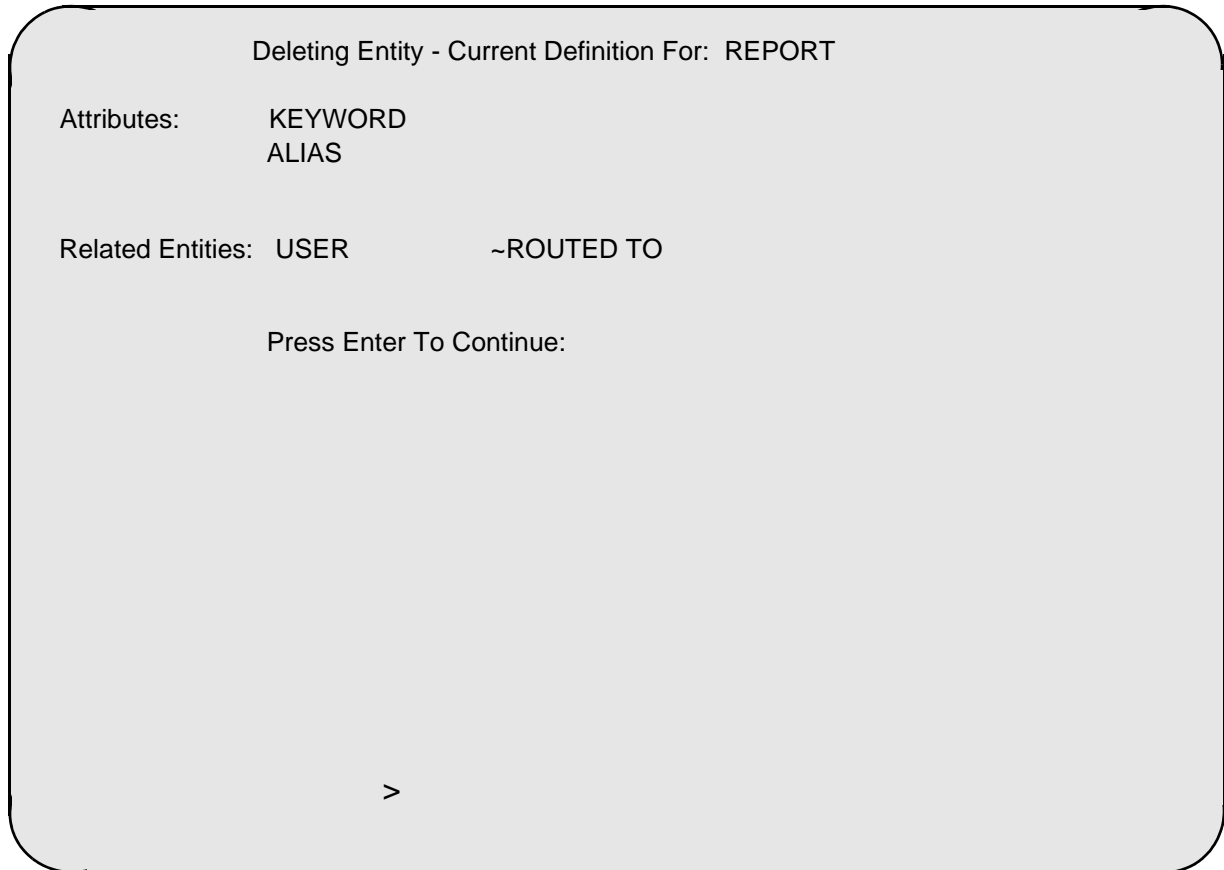 Deleting Entity - Current Definition For: REPORT
Attributes: KEYWORD
ALIAS
Related Entities: USER ~ROUTED TO
Press Enter To Continue:
>